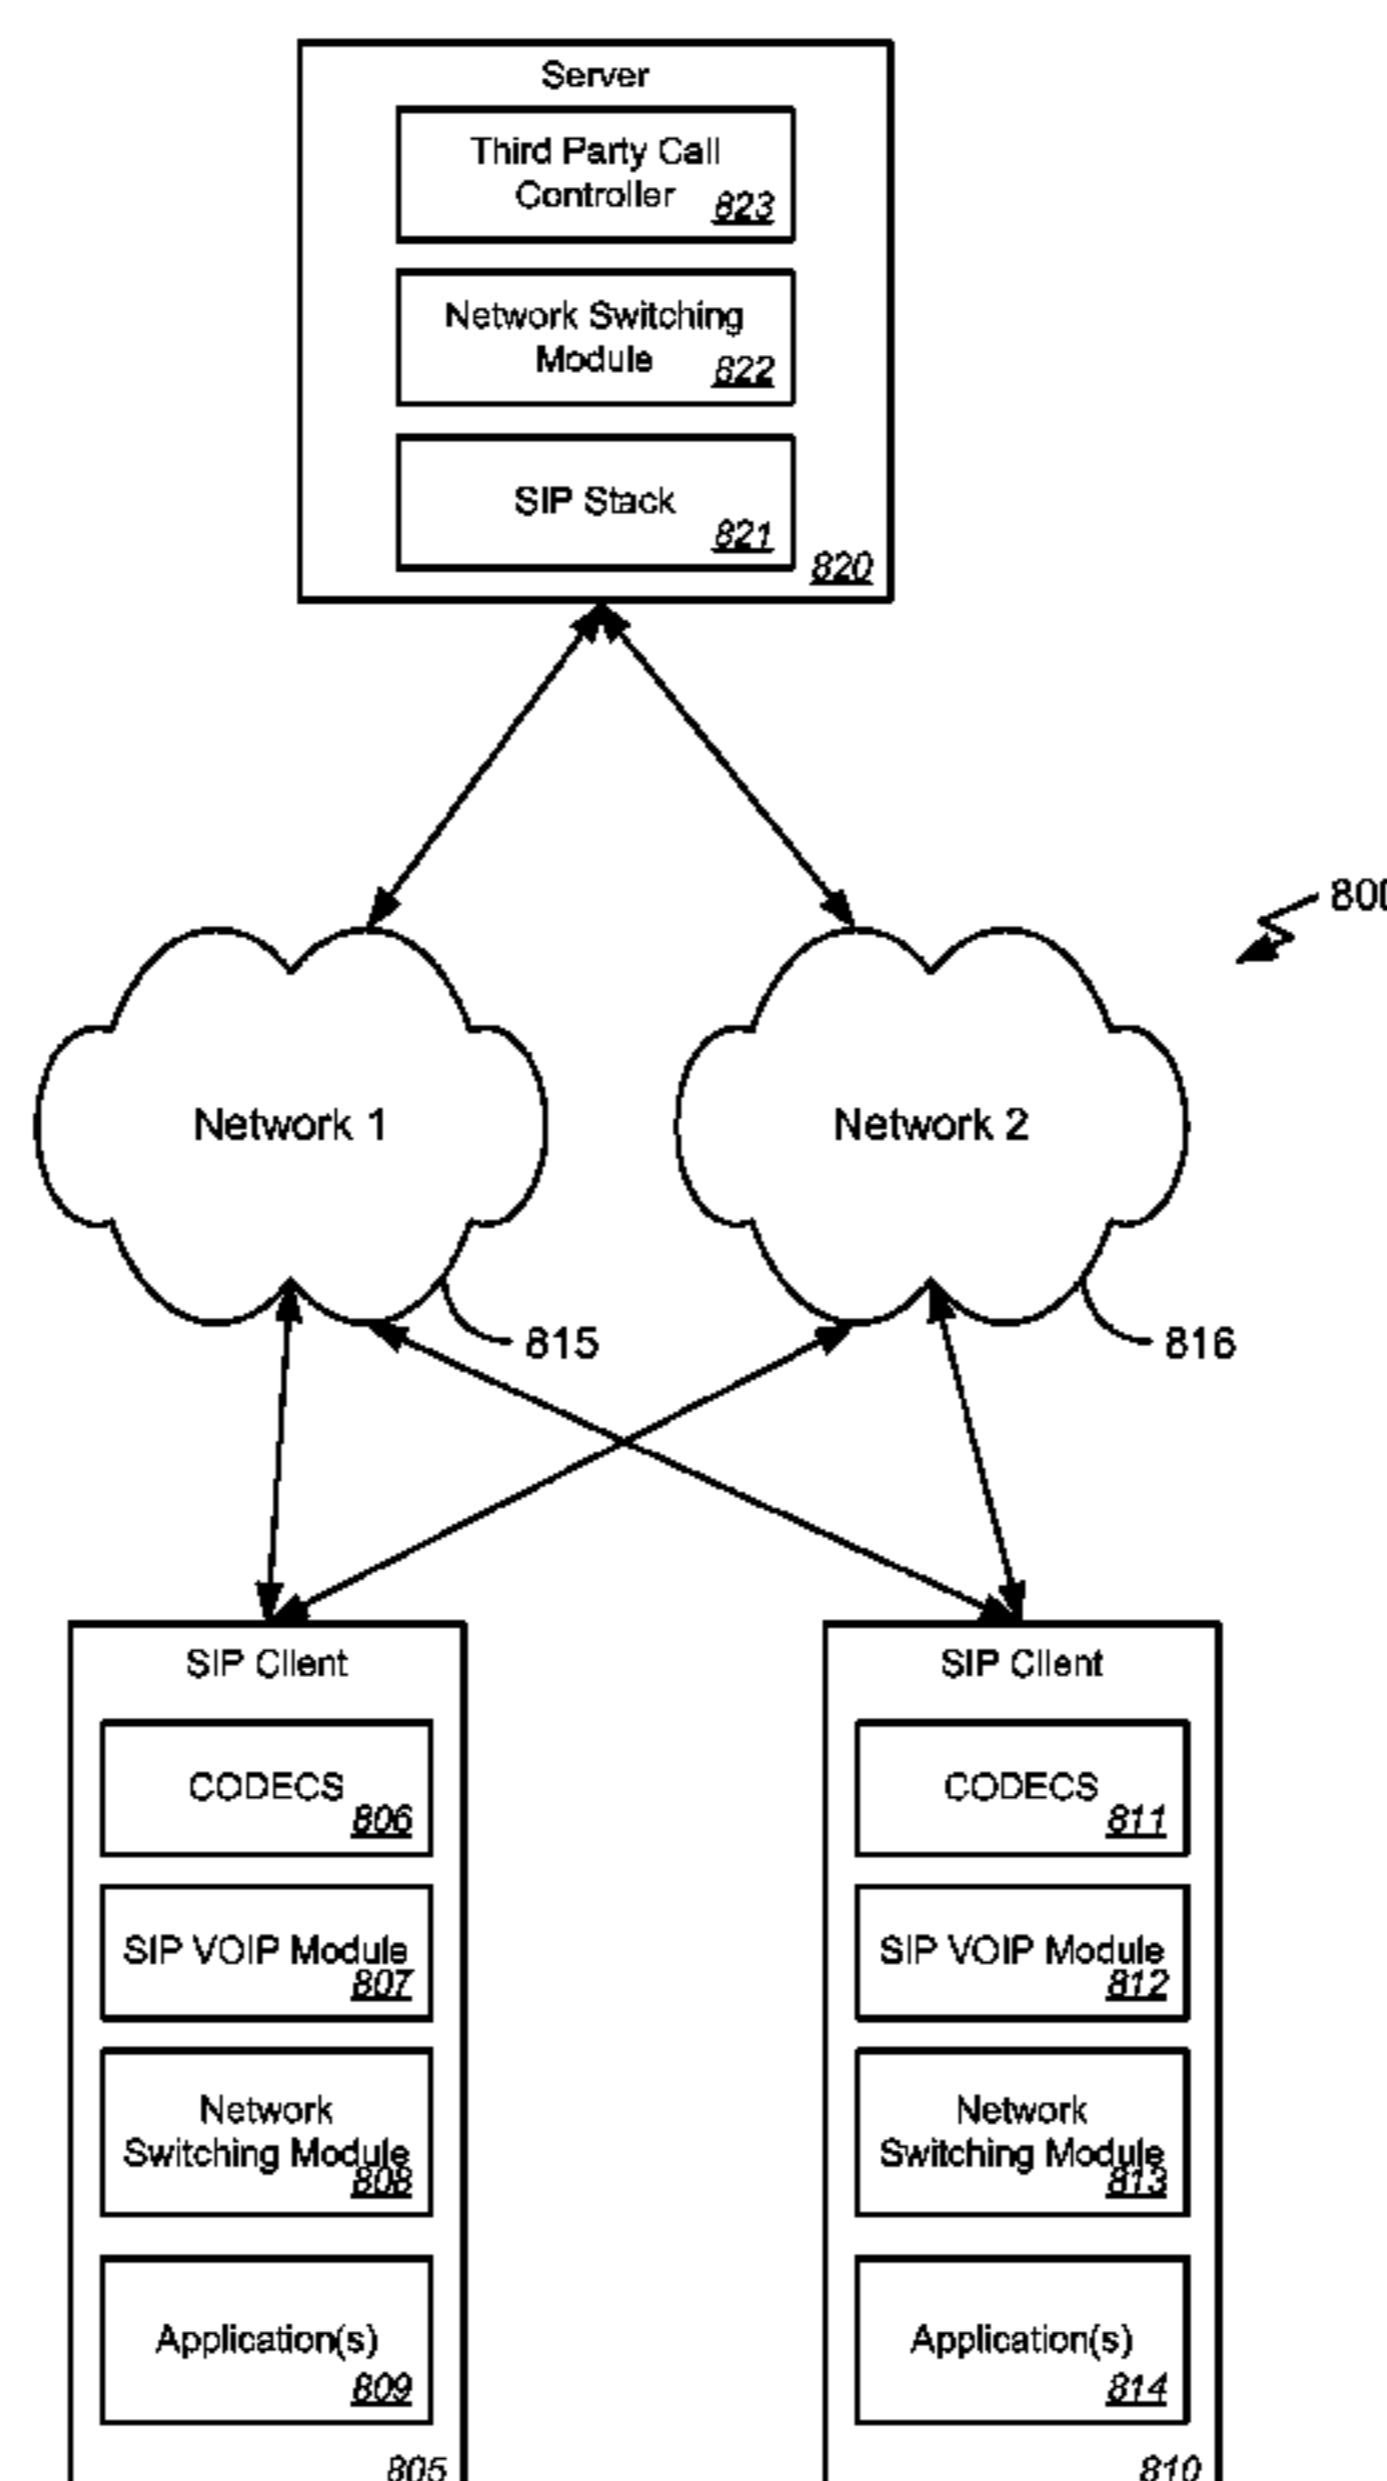 Server
Third Party Call
Controller 823
Network Switching
Module 822
SIP Stack
821
820
800
Network 1
Network 2
815
816
SIP Client
CODECS
806
SIP VOIP Module
807
Network
Switching Module
808
Application(s)
809
805
SIP Client
CODECS
811
SIP VOIP Module
812
Network
Switching Module
813
Application(s)
814
810